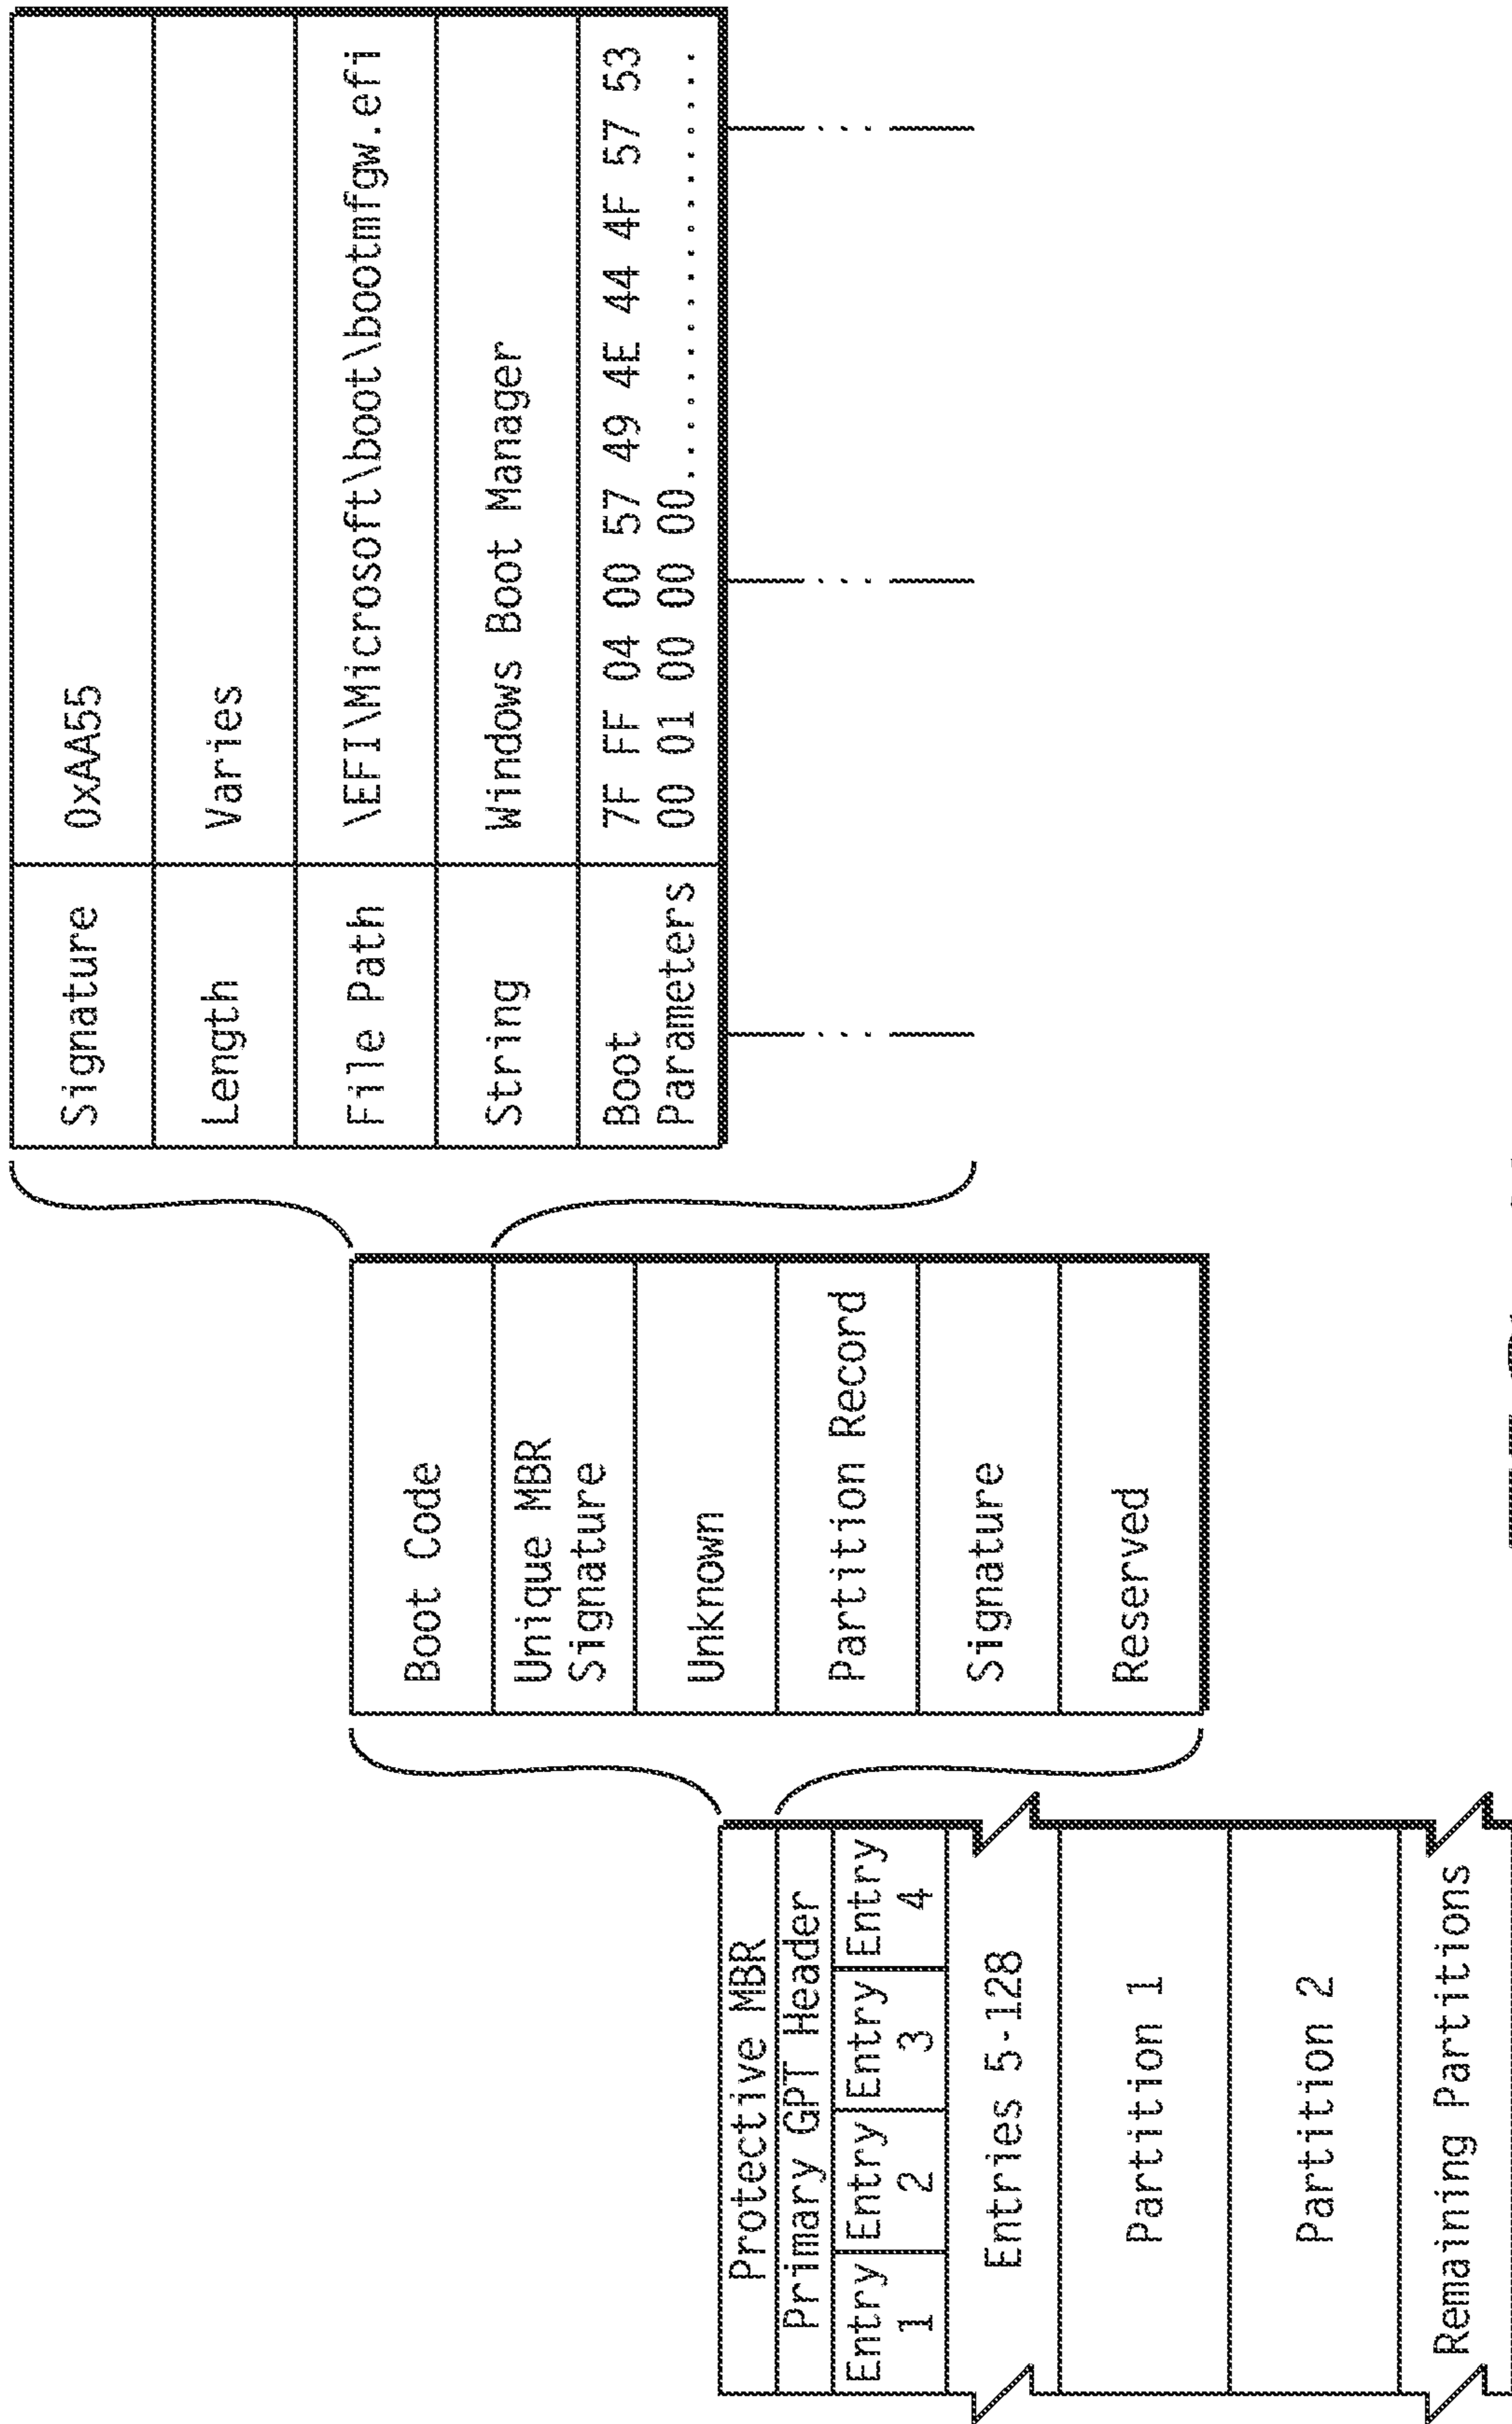 Protective MBR
Primary GPT Header
Entry Entry Entry Entry
1 2 3 4
Entries 5-128
Partition 1
Partition 2
Remaining Partitions
Boot Code
Unique MBR
Signature
Unknown
Partition Record
Signature
Reserved
Signature 0xAA55
Length Varies
File Path \EFI\Microsoft\boot\bootmfgw.efi
String Windows Boot Manager
Boot 7F FF 04 00 57 49 4E 44 4F 57 53
Parameters 00 01 00 00 00..................